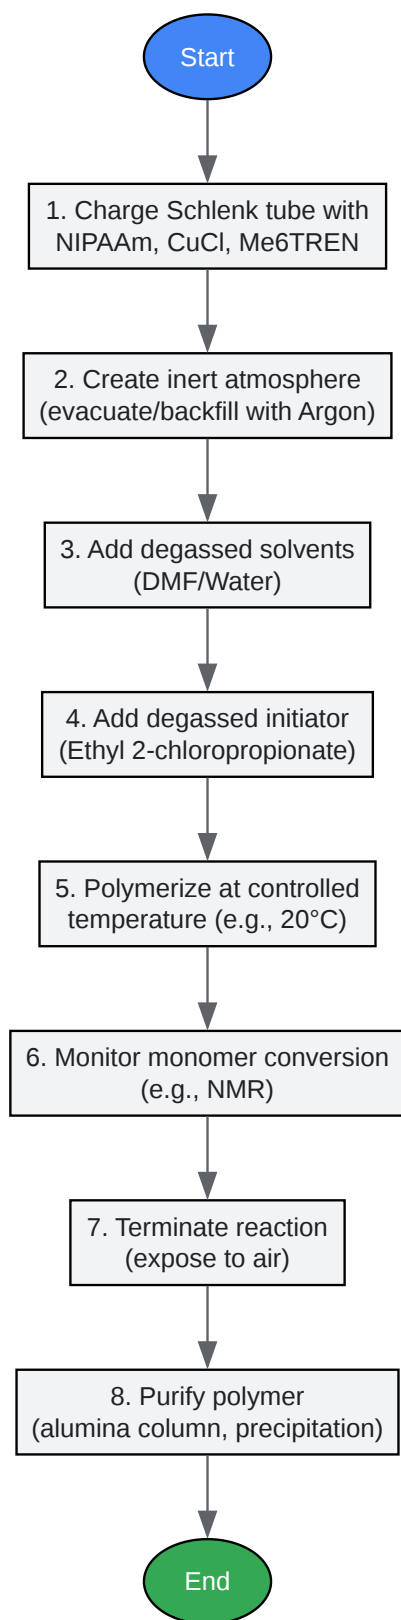 Start
1. Charge Schlenk tube with
NIPAAm, CuCl, Me6TREN
2. Create inert atmosphere
(evacuate/backfill with Argon)
3. Add degassed solvents
(DMF/Water)
4. Add degassed initiator
(Ethyl 2-chloropropionate)
5. Polymerize at controlled
temperature (e.g., 20°C)
6. Monitor monomer conversion
(e.g., NMR)
7. Terminate reaction
(expose to air)
8. Purify polymer
(alumina column, precipitation)
End